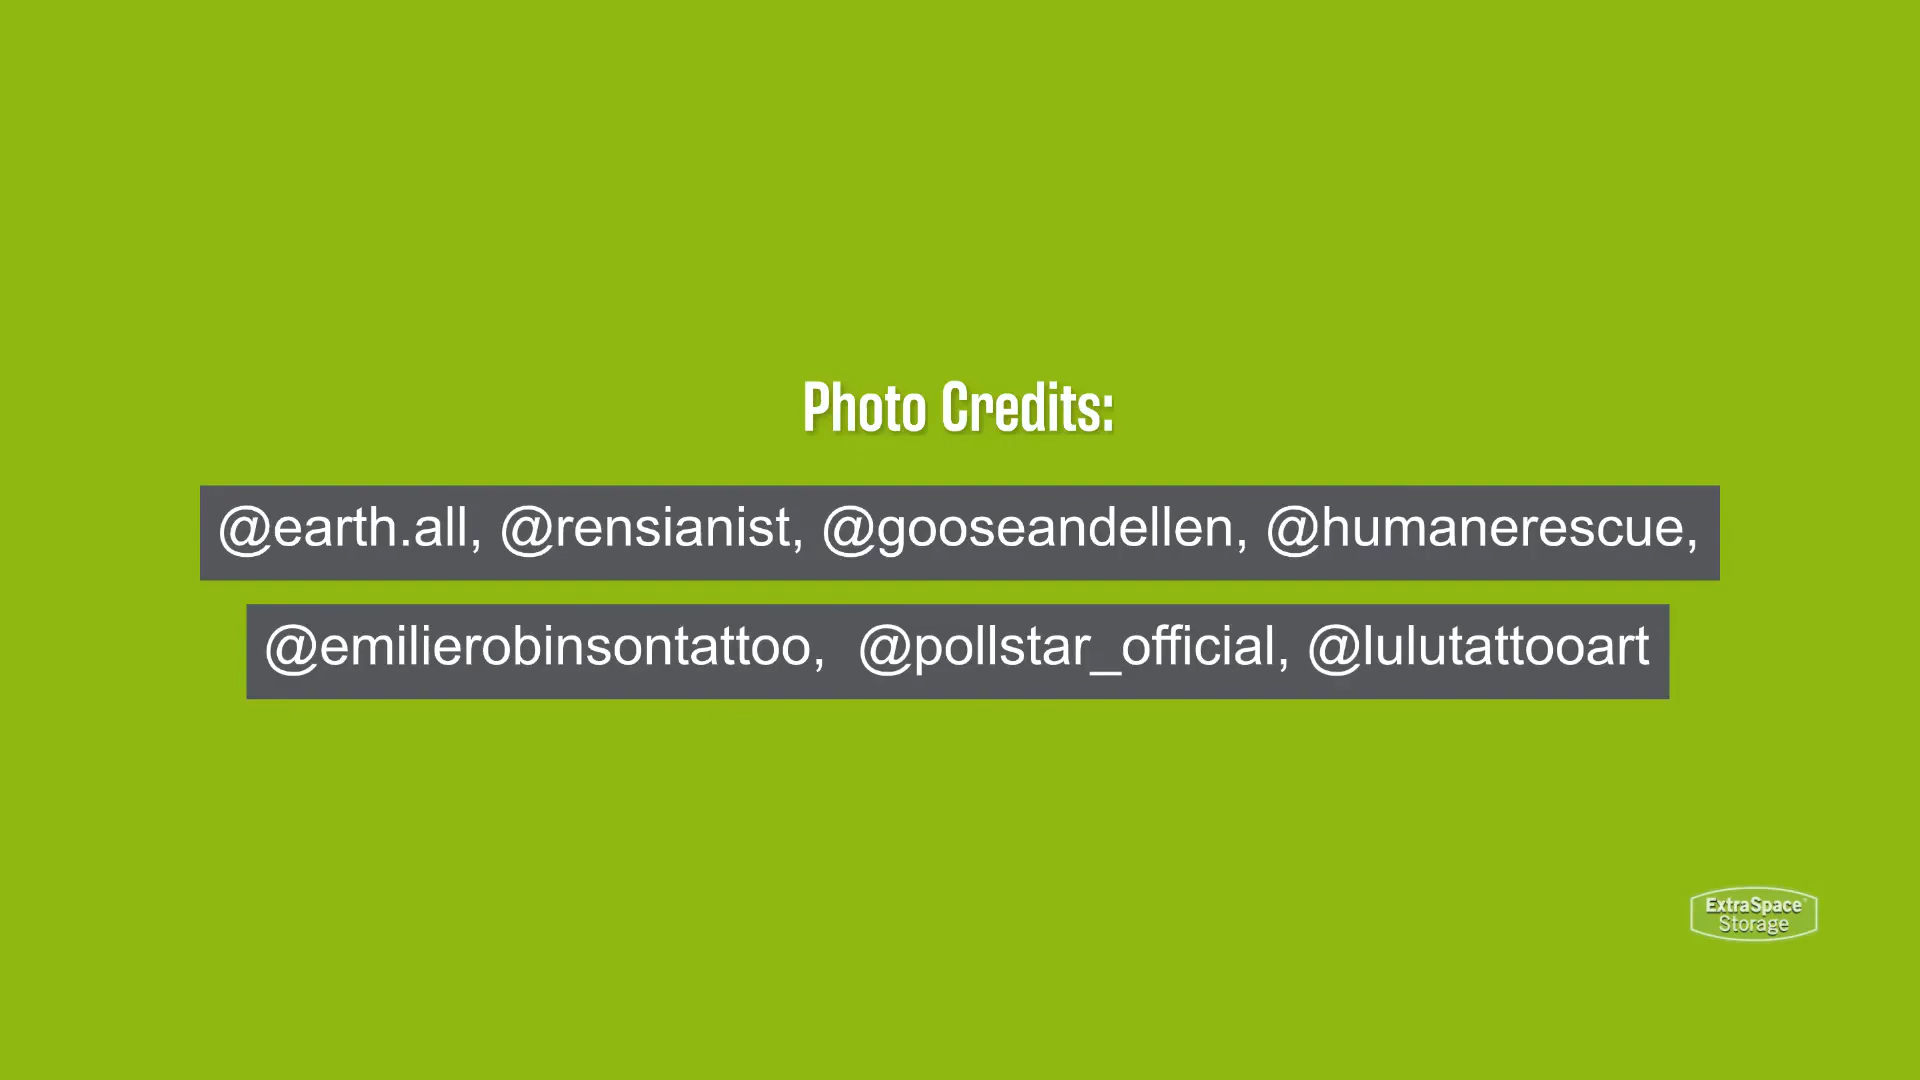 Photo Credits:
@earth.all, @rensianist, @gooseandellen, @humanerescue,
@emilierobinsontattoo,  @pollstar_official, @lulutattooart
ExtraSpace
Storage